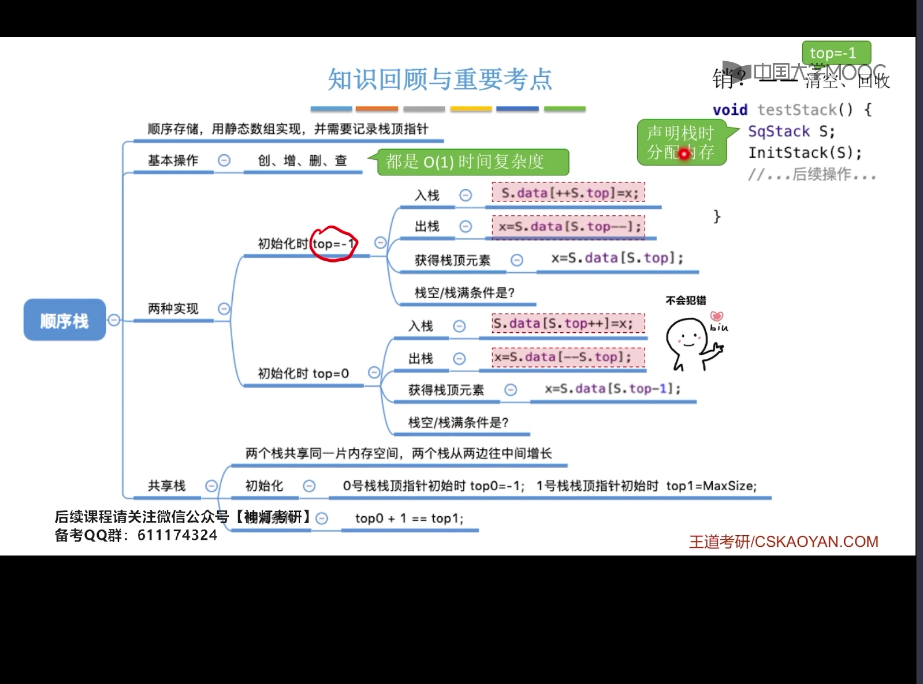 top=-1
中国大学MOOC
知识回顾与重要考点
销？——清空、回收
void testStack() {
声明栈时
分配内存
SqStack S;
InitStack(S);
//...后续操作...
}
顺序存储，用静态数组实现，并需要记录栈顶指针
基本操作
创、增、删、查
都是 O(1) 时间复杂度
顺序栈
两种实现
初始化时 top=-1
入栈
S.data[++S.top]=x;
出栈
x=S.data[S.top--];
获得栈顶元素
x=S.data[S.top];
栈空/栈满条件是?
初始化时 top=0
入栈
S.data[S.top++]=x;
出栈
x=S.data[--S.top];
获得栈顶元素
x=S.data[S.top-1];
栈空/栈满条件是?
不会犯错
biu
共享栈
两个栈共享同一片内存空间，两个栈从两边往中间增长
初始化
0号栈栈顶指针初始时 top0=-1； 1号栈栈顶指针初始时 top1=MaxSize;
top0 + 1 == top1;
后续课程请关注微信公众号【神灯考研】
备考QQ群：611174324
王道考研/CSKAOYAN.COM